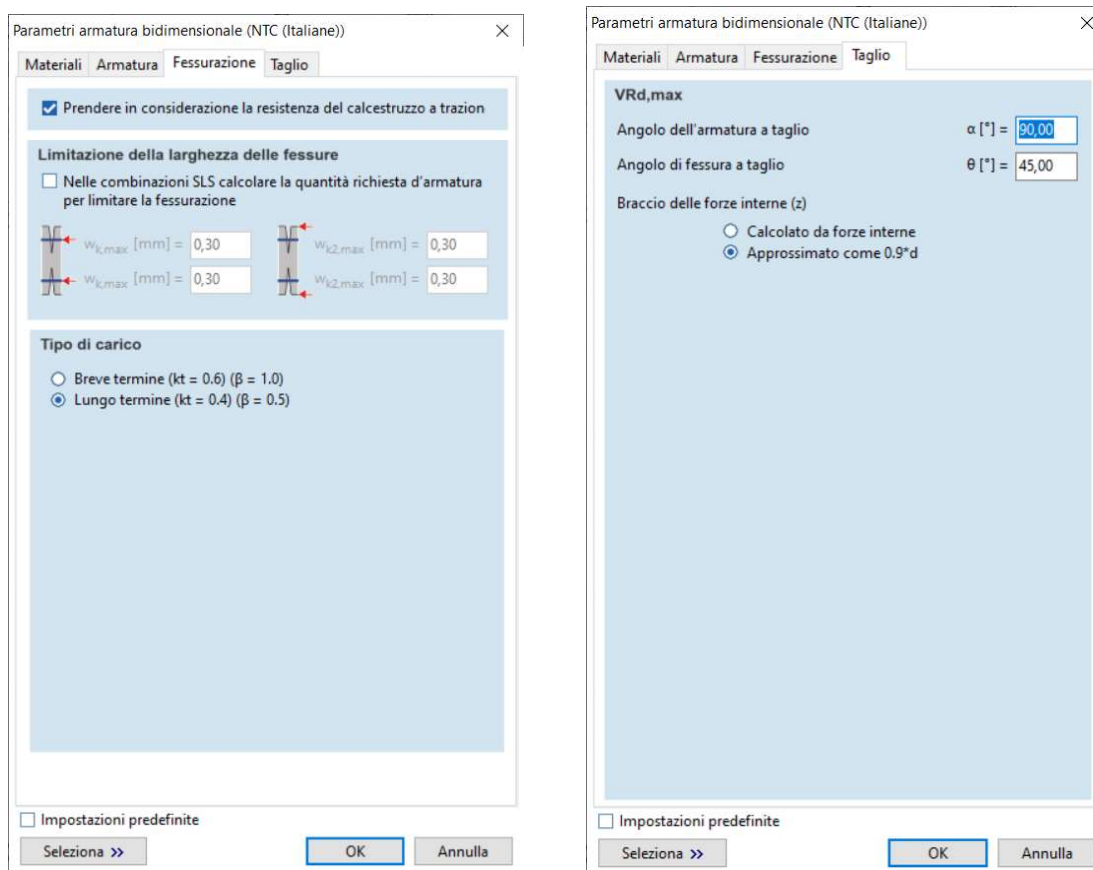 Parametri armatura bidimensionale (NTC (Italiane))
Materiali Armatura Fessurazione Taglio
Prendere in considerazione la resistenza del calcestruzzo a trazion
Limitazione della larghezza delle fessure
Nelle combinazioni SLS calcolare la quantità richiesta d'armatura
per limitare la fessurazione
wk,max [mm] = 0,30 wk2,max [mm] = 0,30
wk,max [mm] = 0,30 wk2,max [mm] = 0,30
Tipo di carico
Breve termine (kt = 0.6) (β = 1.0)
Lungo termine (kt = 0.4) (β = 0.5)
Impostazioni predefinite
Seleziona >> OK Annulla
Parametri armatura bidimensionale (NTC (Italiane))
Materiali Armatura Fessurazione Taglio
VRd,max
Angolo dell'armatura a taglio α [°] = 90,00
Angolo di fessura a taglio θ [°] = 45,00
Braccio delle forze interne (z)
Calcolato da forze interne
Approssimato come 0.9*d
Impostazioni predefinite
Seleziona >> OK Annulla